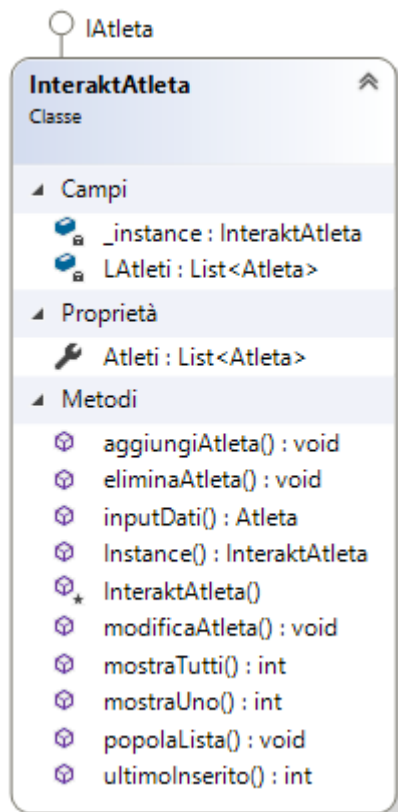 IAtleta
InteraktAtleta
Classe
Campi
_instance : InteraktAtleta
LAtleti : List<Atleta>
Proprietà
Atleti : List<Atleta>
Metodi
aggiungiAtleta() : void
eliminaAtleta() : void
inputDati() : Atleta
Instance() : InteraktAtleta
InteraktAtleta()
modificaAtleta() : void
mostraTutti() : int
mostraUno() : int
popolaLista() : void
ultimoInserito() : int